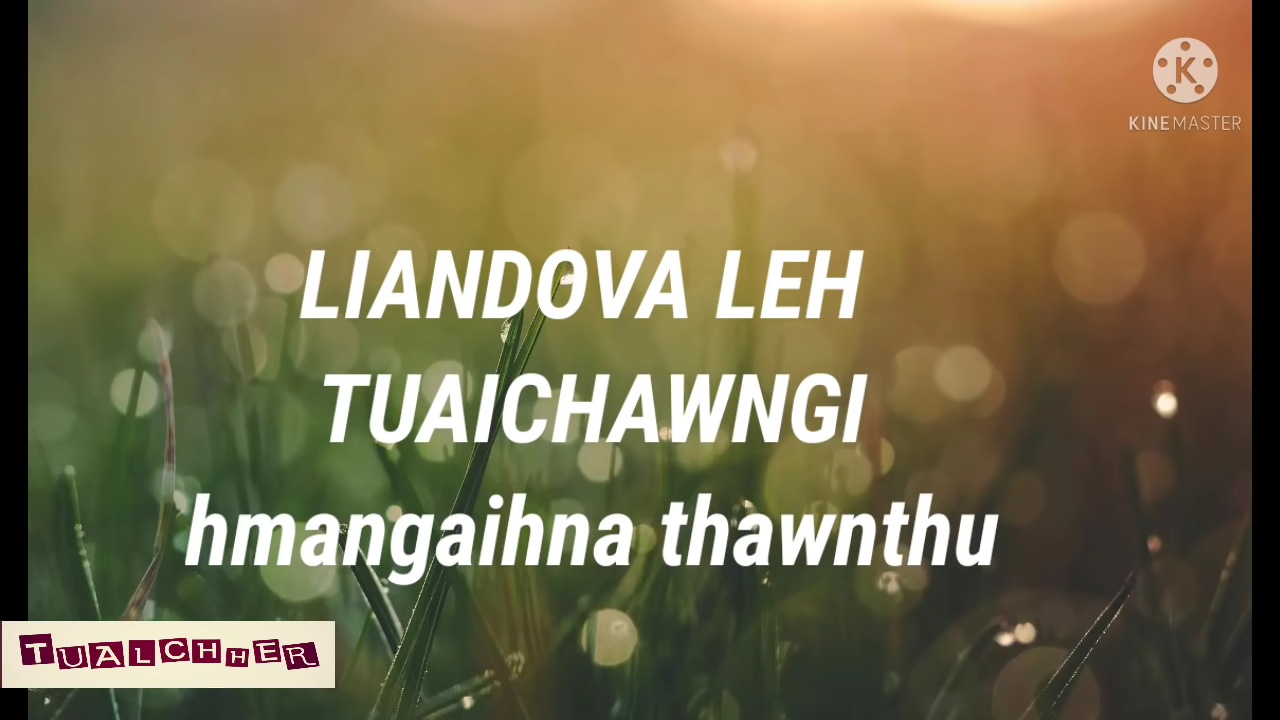 KINEMASTER
LIANDOVA LEH
TUAICHAWNGI
hmangaihna thawnthu
TUALCHHER